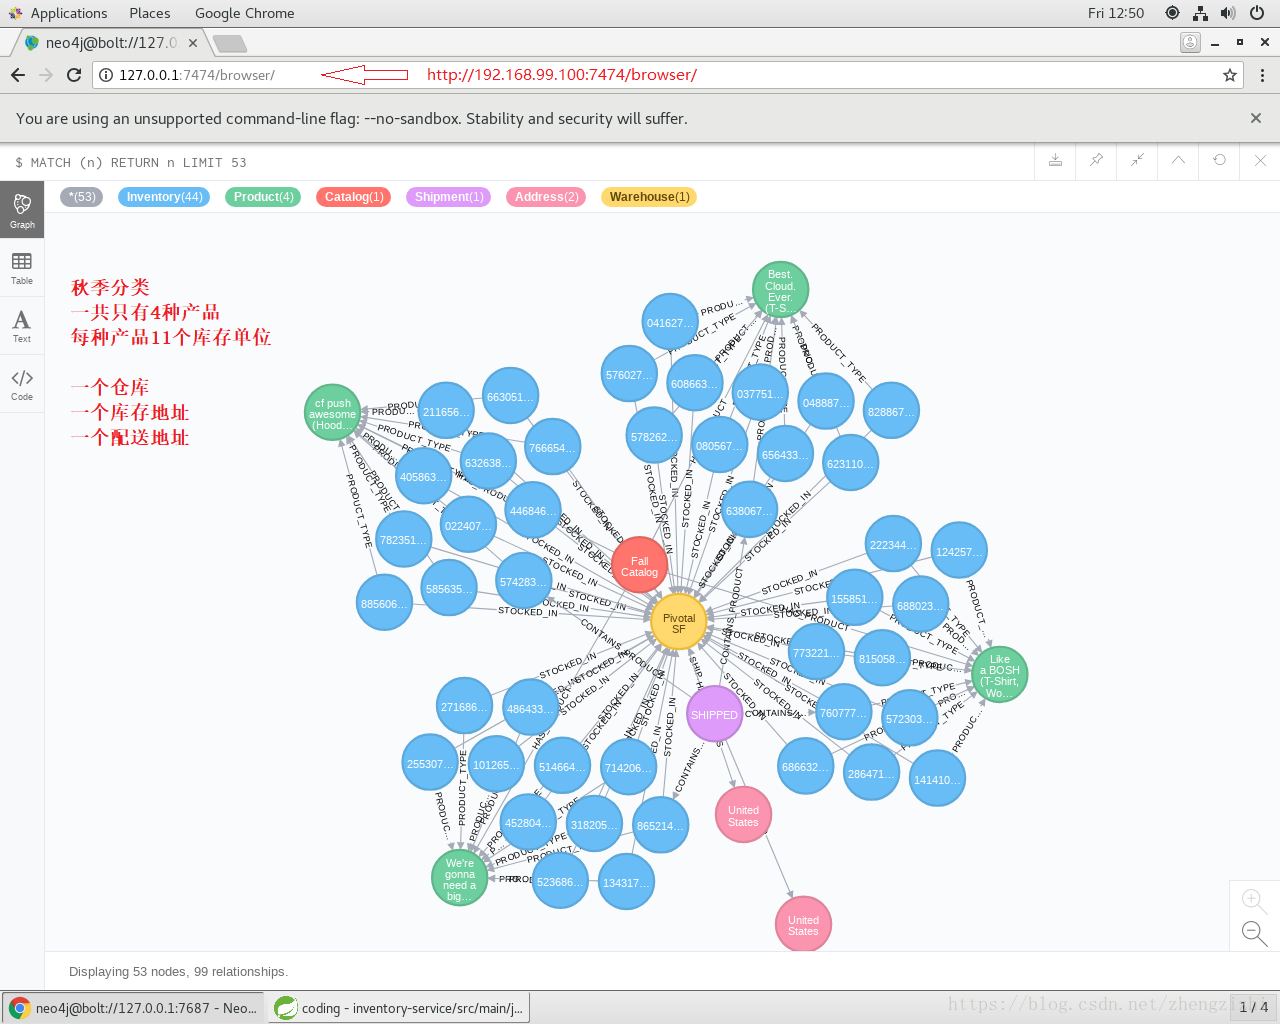 Applications Places Google Chrome Fri 12:50
neo4j@bolt://127.0
127.0.0.1:7474/browser/ http://192.168.99.100:7474/browser/
You are using an unsupported command-line flag: --no-sandbox. Stability and security will suffer.
$ MATCH (n) RETURN n LIMIT 53
*(53) Inventory(44) Product(4) Catalog(1) Shipment(1) Address(2) Warehouse(1)
Graph
Table
Text
Code
秋季分类
一共只有4种产品
每种产品11个库存单位
一个仓库
一个库存地址
一个配送地址
Best.
Cloud.
Ever.
(T-S...
041627...
576027...
608663...
037751...
048887...
828867...
578262...
080567...
656433...
623110...
638067...
cf push
awesome
(Hood...
211656...
663051...
766654...
632638...
405863...
446846...
022407...
782351...
574283...
585635...
885606...
Fall
Catalog
Pivotal
SF
222344...
124257...
155851...
688023...
773221...
815058...
Like
a BOSH
(T-Shirt,
Wo...
760777...
572303...
686632...
286471...
141410...
SHIPPED
271686...
486433...
255307...
101265...
514664...
714206...
452804...
318205...
865214...
523686...
134317...
We're
gonna
need a
big...
United
States
United
States
PRODUCT_TYPE
STOCKED_IN
CONTAINS_PRODUCT
Displaying 53 nodes, 99 relationships.
neo4j@bolt://127.0.0.1:7687 - Neo... coding - inventory-service/src/main/j... 1 / 4